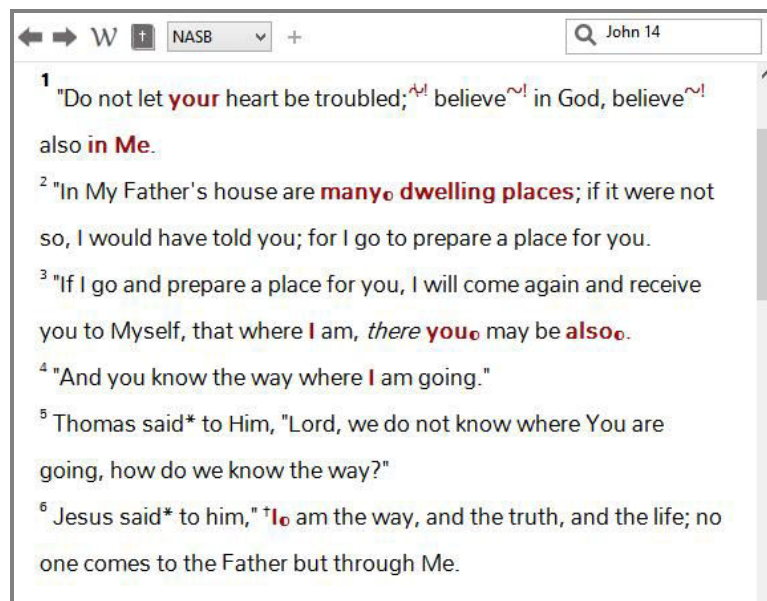 W NASB + John 14
1 "Do not let your heart be troubled;~! believe~! in God, believe~!
also in Me.
2 "In My Father's house are many dwelling places; if it were not
so, I would have told you; for I go to prepare a place for you.
3 "If I go and prepare a place for you, I will come again and receive
you to Myself, that where I am, there you may be also.
4 "And you know the way where I am going."
5 Thomas said* to Him, "Lord, we do not know where You are
going, how do we know the way?"
6 Jesus said* to him," †I am the way, and the truth, and the life; no
one comes to the Father but through Me.